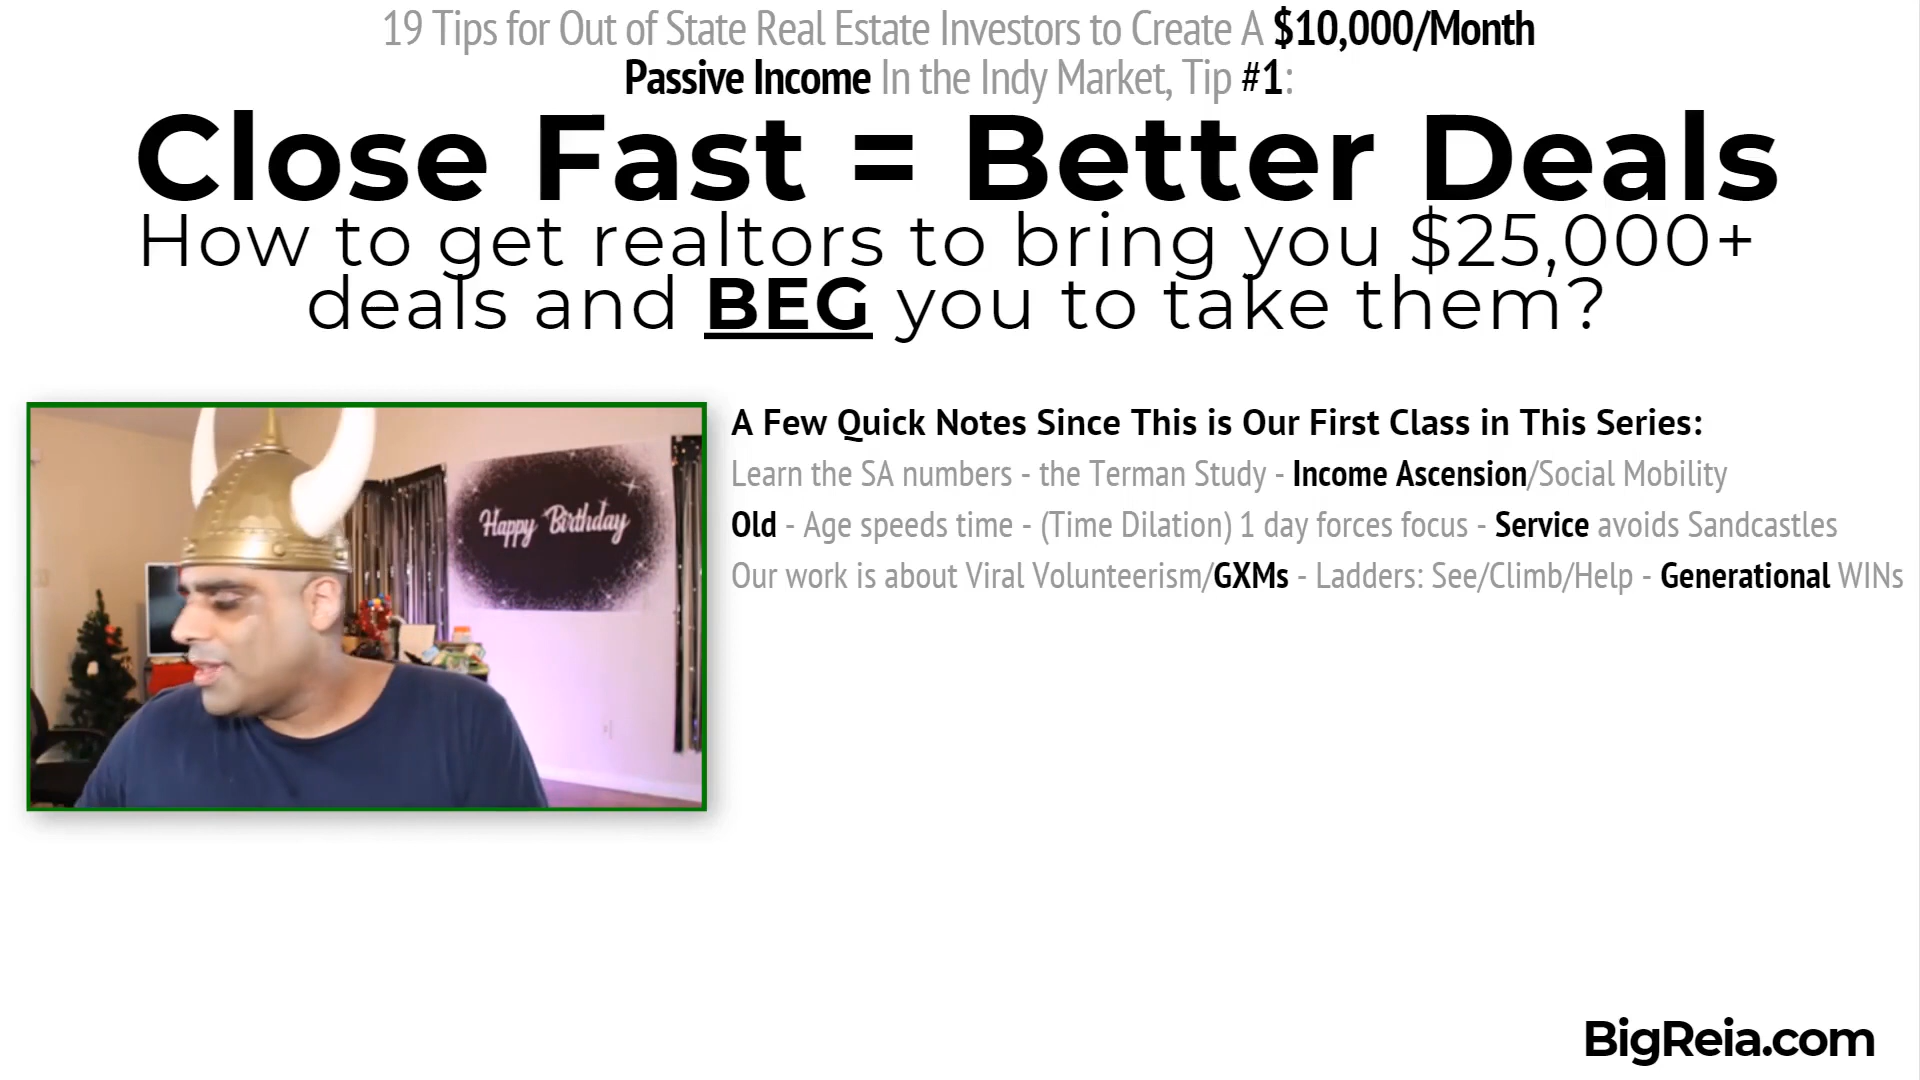 19 Tips for Out of State Real Estate Investors to Create A $10,000/Month
Passive Income In the Indy Market, Tip #1:
Close Fast = Better Deals
How to get realtors to bring you $25,000+
deals and BEG you to take them?
Happy Birthday
A Few Quick Notes Since This is Our First Class in This Series:
Learn the SA numbers - the Terman Study - Income Ascension/Social Mobility
Old - Age speeds time - (Time Dilation) 1 day forces focus - Service avoids Sandcastles
Our work is about Viral Volunteerism/GXMs - Ladders: See/Climb/Help - Generational WINs
BigReia.com